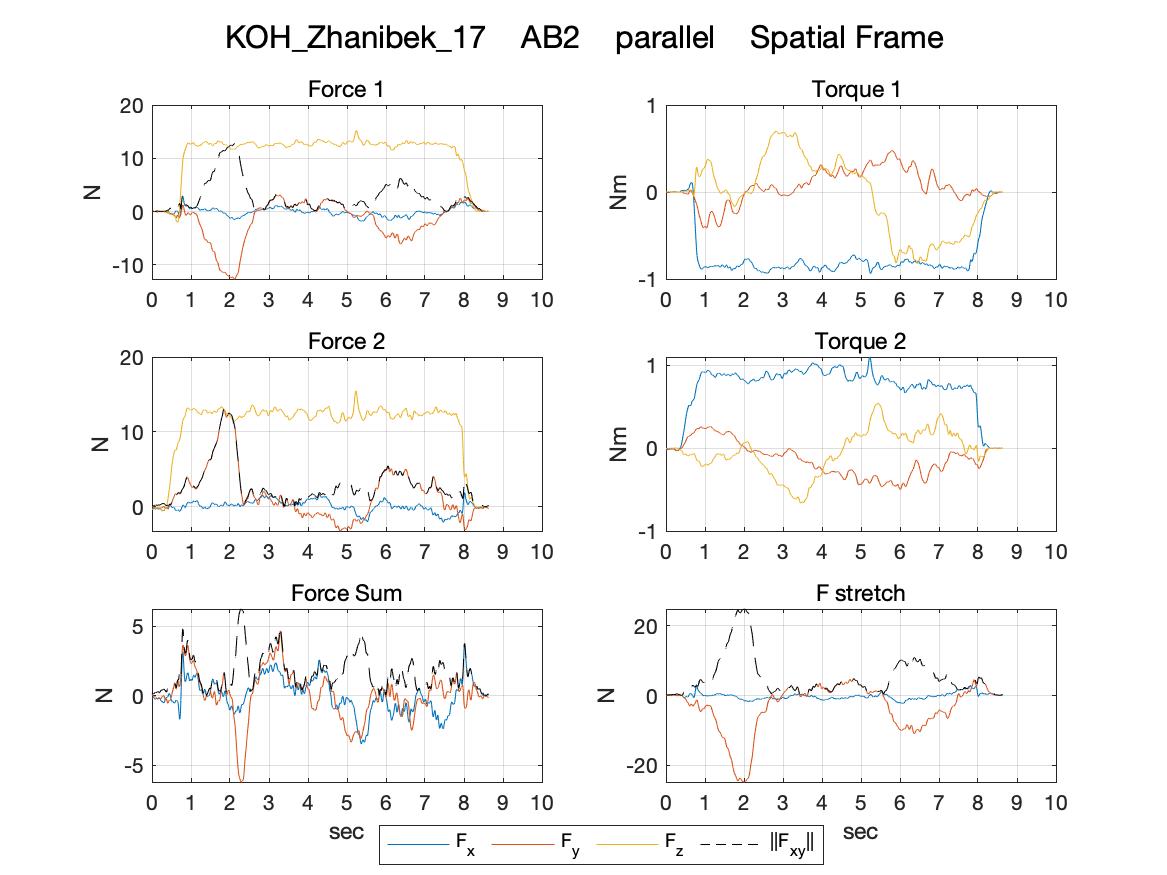 KOH_Zhanibek_17 AB2 parallel Spatial Frame
Force 1
20
10
0
-10
N
0 1 2 3 4 5 6 7 8 9 10
Torque 1
1
0
-1
Nm
0 1 2 3 4 5 6 7 8 9 10
Force 2
20
10
0
N
0 1 2 3 4 5 6 7 8 9 10
Torque 2
1
0
-1
Nm
0 1 2 3 4 5 6 7 8 9 10
Force Sum
5
0
-5
N
0 1 2 3 4 5 6 7 8 9 10
sec
F stretch
20
0
-20
N
0 1 2 3 4 5 6 7 8 9 10
sec
Fx Fy Fz ||Fxy||